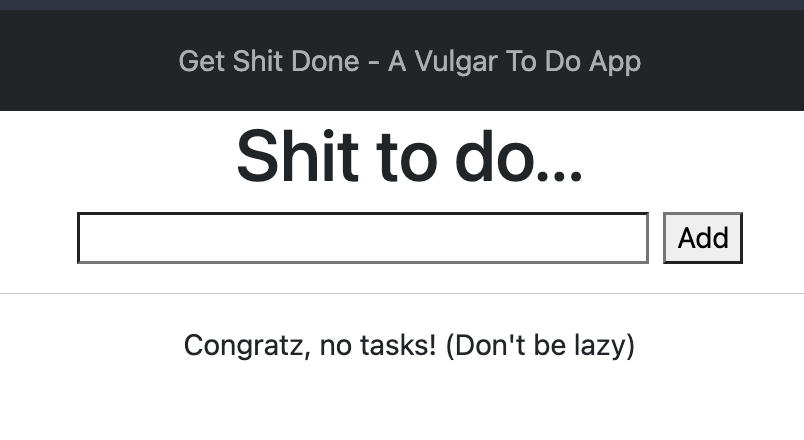 Get Shit Done - A Vulgar To Do App
Shit to do...
Add
Congratz, no tasks! (Don't be lazy)